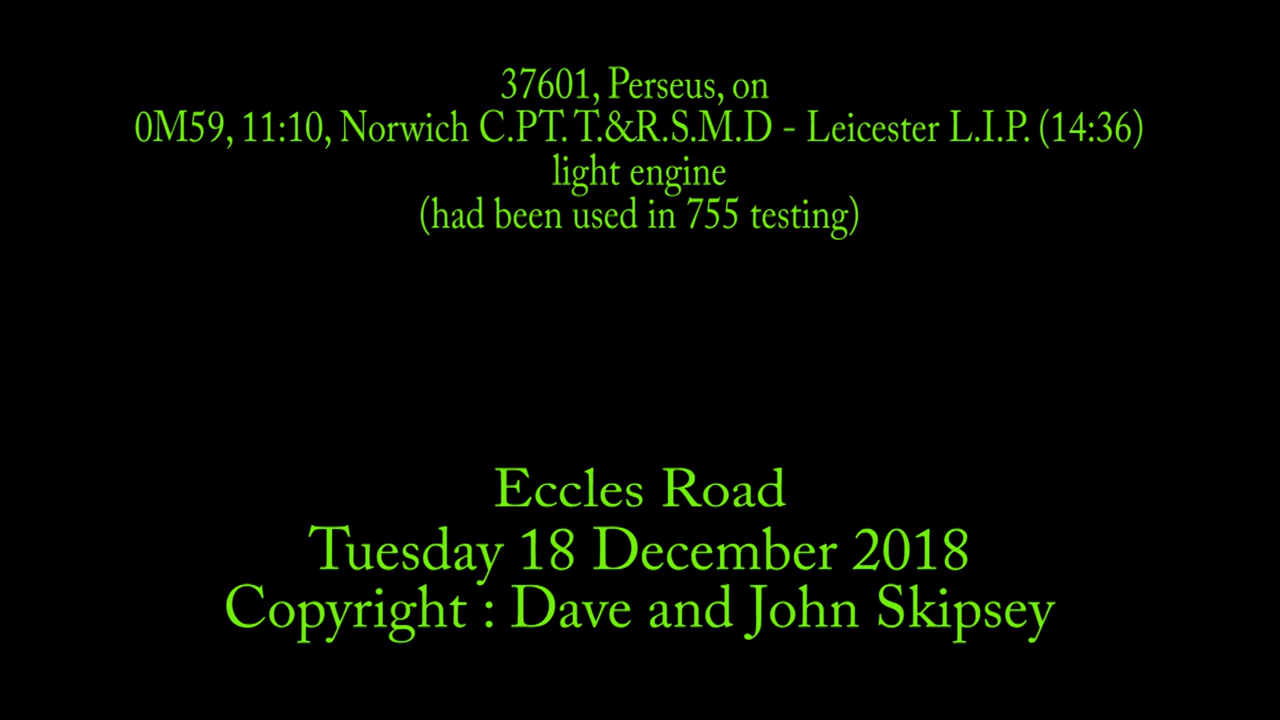 37601, Perseus, on
0M59, 11:10, Norwich C.PT. T.&R.S.M.D - Leicester L.I.P. (14:36)
light engine
(had been used in 755 testing)
Eccles Road
Tuesday 18 December 2018
Copyright : Dave and John Skipsey